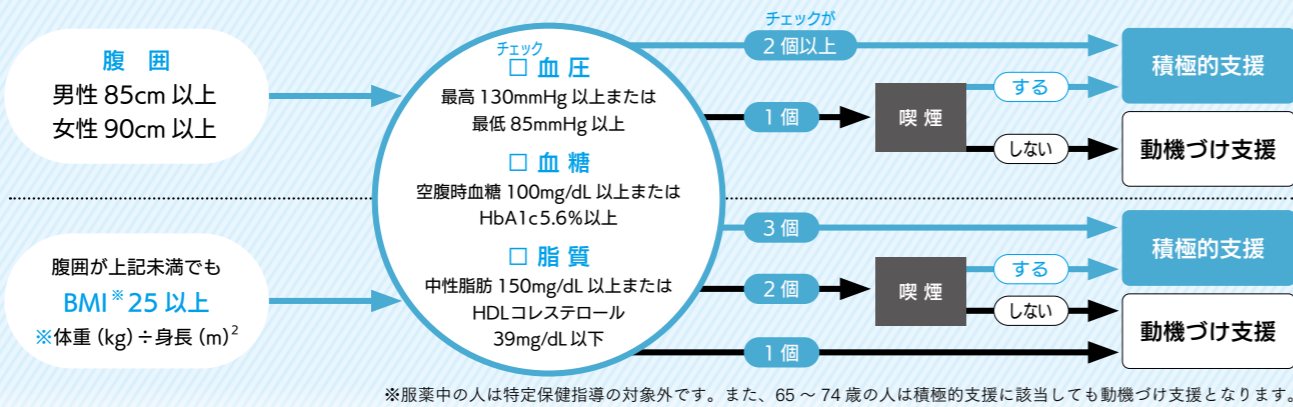 腹 囲
男性 85cm 以上
女性 90cm 以上
チェック
□ 血 圧
最高 130mmHg 以上または
最低 85mmHg 以上
□ 血 糖
空腹時血糖 100mg/dL 以上または
HbA1c5.6%以上
□ 脂 質
中性脂肪 150mg/dL 以上または
HDLコレステロール
39mg/dL 以下
チェックが
2 個以上
積極的支援
1 個
喫 煙
する
しない
動機づけ支援
腹囲が上記未満でも
BMI※25 以上
※体重 (kg) ÷身長 (m)²
3 個
積極的支援
2 個
喫 煙
する
しない
動機づけ支援
1 個
※服薬中の人は特定保健指導の対象外です。また、65 ～ 74 歳の人は積極的支援に該当しても動機づけ支援となります。